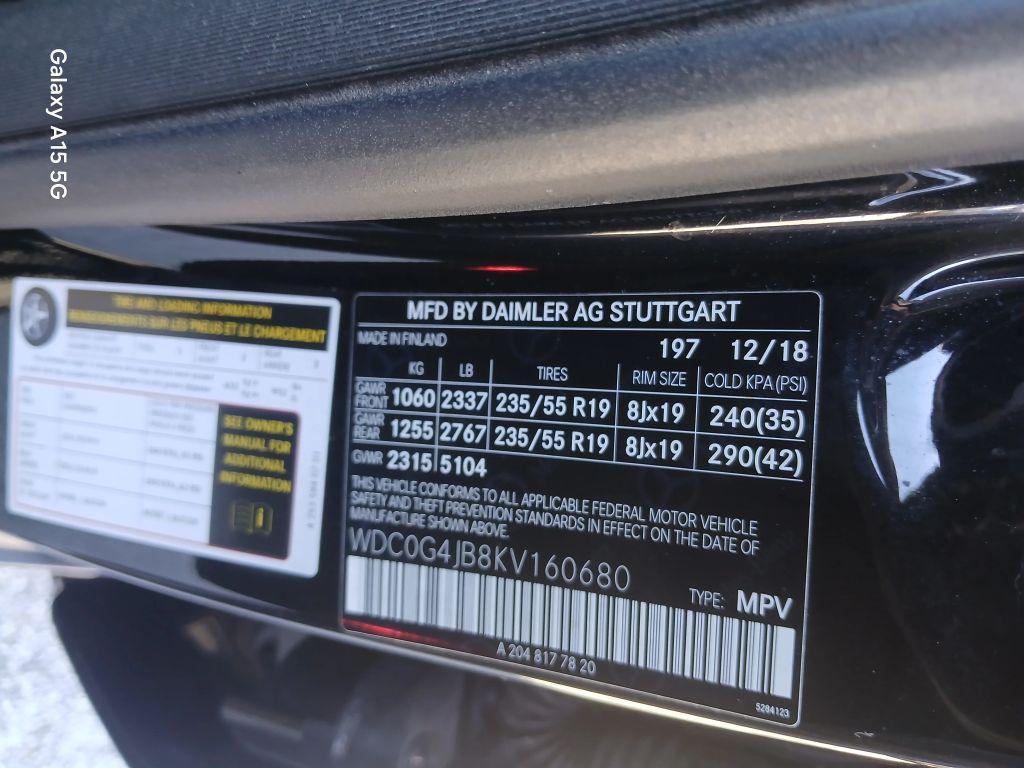 Galaxy A15 5G
TIRE AND LOADING INFORMATION
RENSEIGNEMENTS SUR LES PNEUS ET LE CHARGEMENT
SEE OWNER'S
MANUAL FOR
ADDITIONAL
INFORMATION
MFD BY DAIMLER AG STUTTGART
MADE IN FINLAND
197 12/18
KG LB TIRES RIM SIZE COLD KPA (PSI)
GAWR FRONT 1060 2337 235/55 R19 8Jx19 240(35)
GAWR REAR 1255 2767 235/55 R19 8Jx19 290(42)
GVWR 2315 5104
THIS VEHICLE CONFORMS TO ALL APPLICABLE FEDERAL MOTOR VEHICLE
SAFETY AND THEFT PREVENTION STANDARDS IN EFFECT ON THE DATE OF
MANUFACTURE SHOWN ABOVE.
WDC0G4JB8KV160680
TYPE: MPV
A 204 817 78 20
5284123